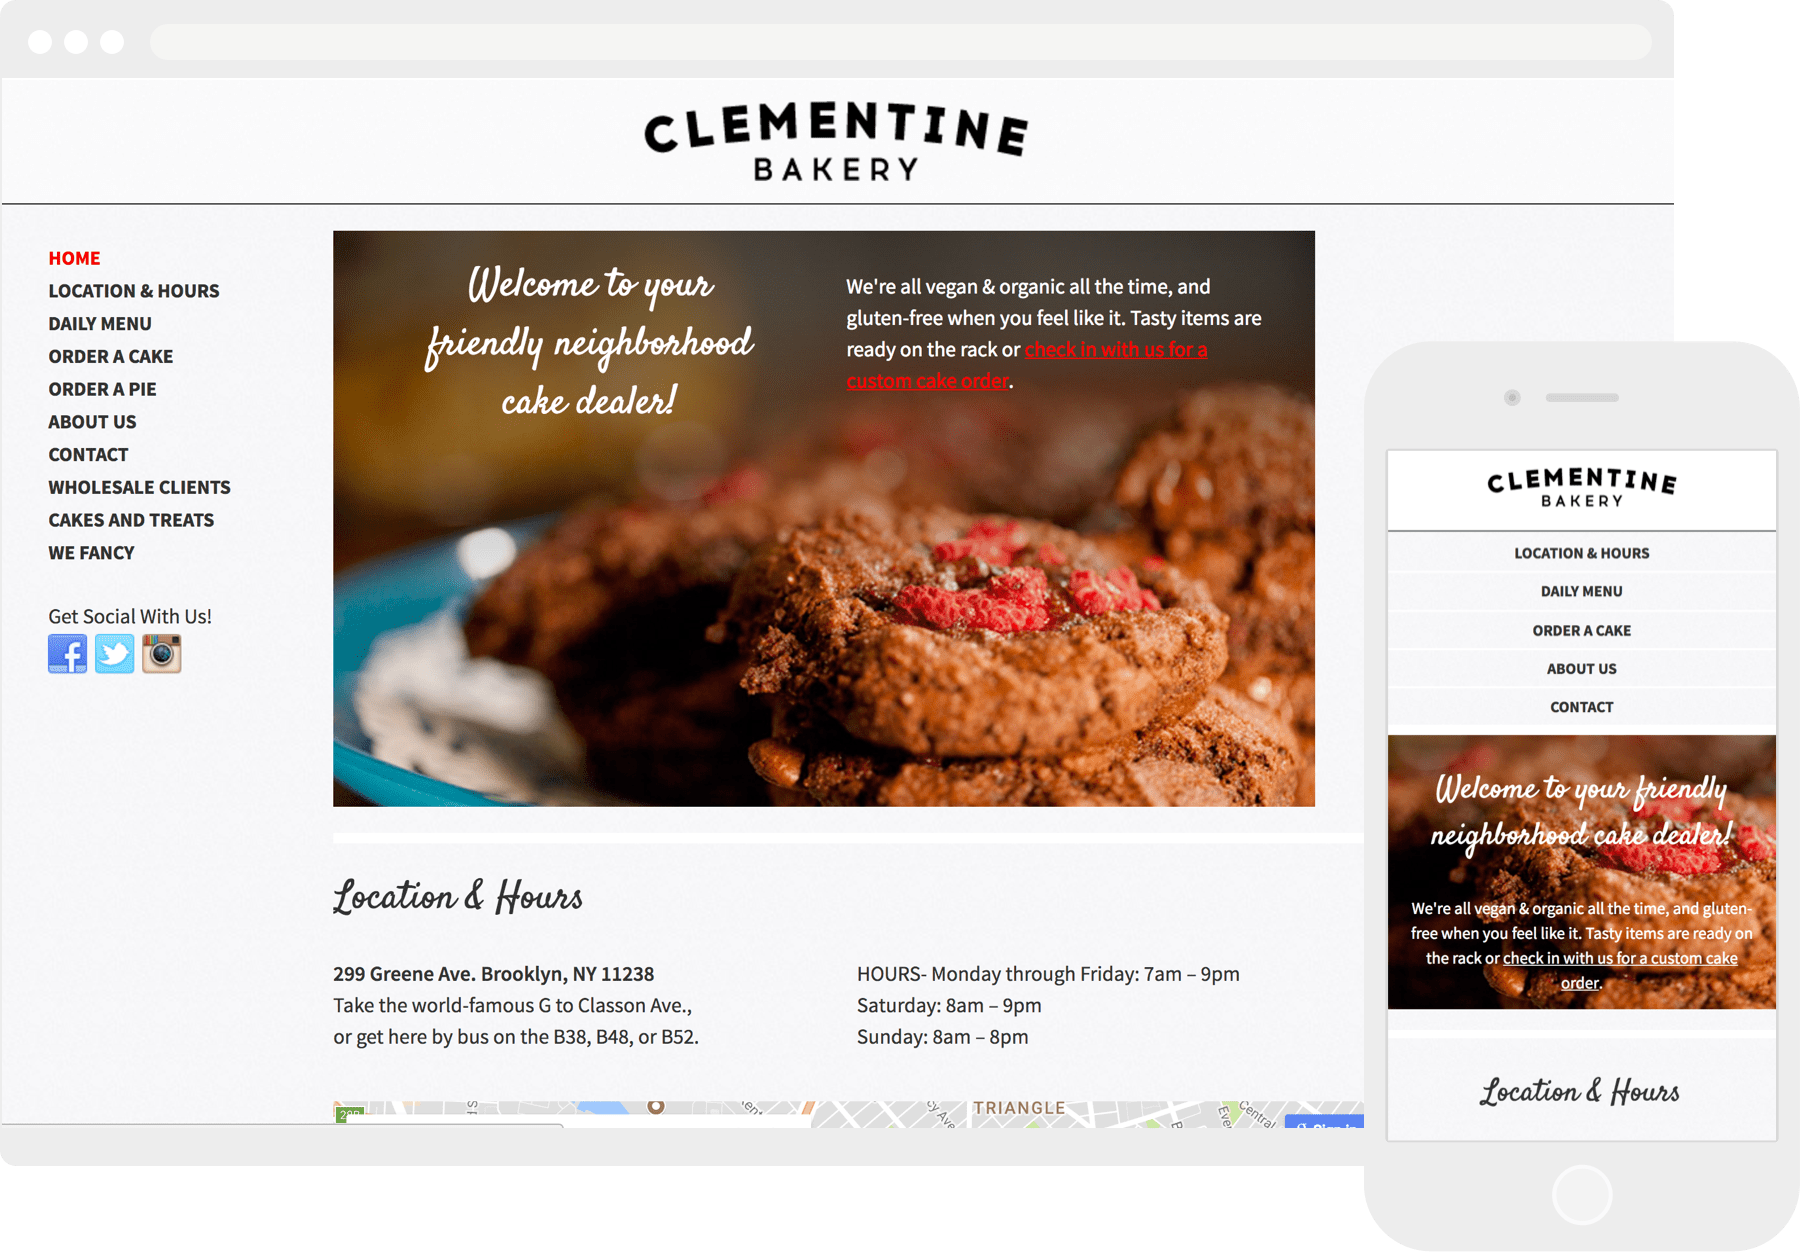 CLEMENTINE
BAKERY
HOME
LOCATION & HOURS
DAILY MENU
ORDER A CAKE
ORDER A PIE
ABOUT US
CONTACT
WHOLESALE CLIENTS
CAKES AND TREATS
WE FANCY
Get Social With Us!
Welcome to your
friendly neighborhood
cake dealer!
We're all vegan & organic all the time, and
gluten-free when you feel like it. Tasty items are
ready on the rack or check in with us for a
custom cake order.
Location & Hours
299 Greene Ave. Brooklyn, NY 11238
Take the world-famous G to Classon Ave.,
or get here by bus on the B38, B48, or B52.
HOURS- Monday through Friday: 7am – 9pm
Saturday: 8am – 9pm
Sunday: 8am – 8pm
TRIANGLE
Central
Sign in
CLEMENTINE
BAKERY
LOCATION & HOURS
DAILY MENU
ORDER A CAKE
ABOUT US
CONTACT
Welcome to your friendly
neighborhood cake dealer!
We're all vegan & organic all the time, and gluten-
free when you feel like it. Tasty items are ready on
the rack or check in with us for a custom cake
order.
Location & Hours